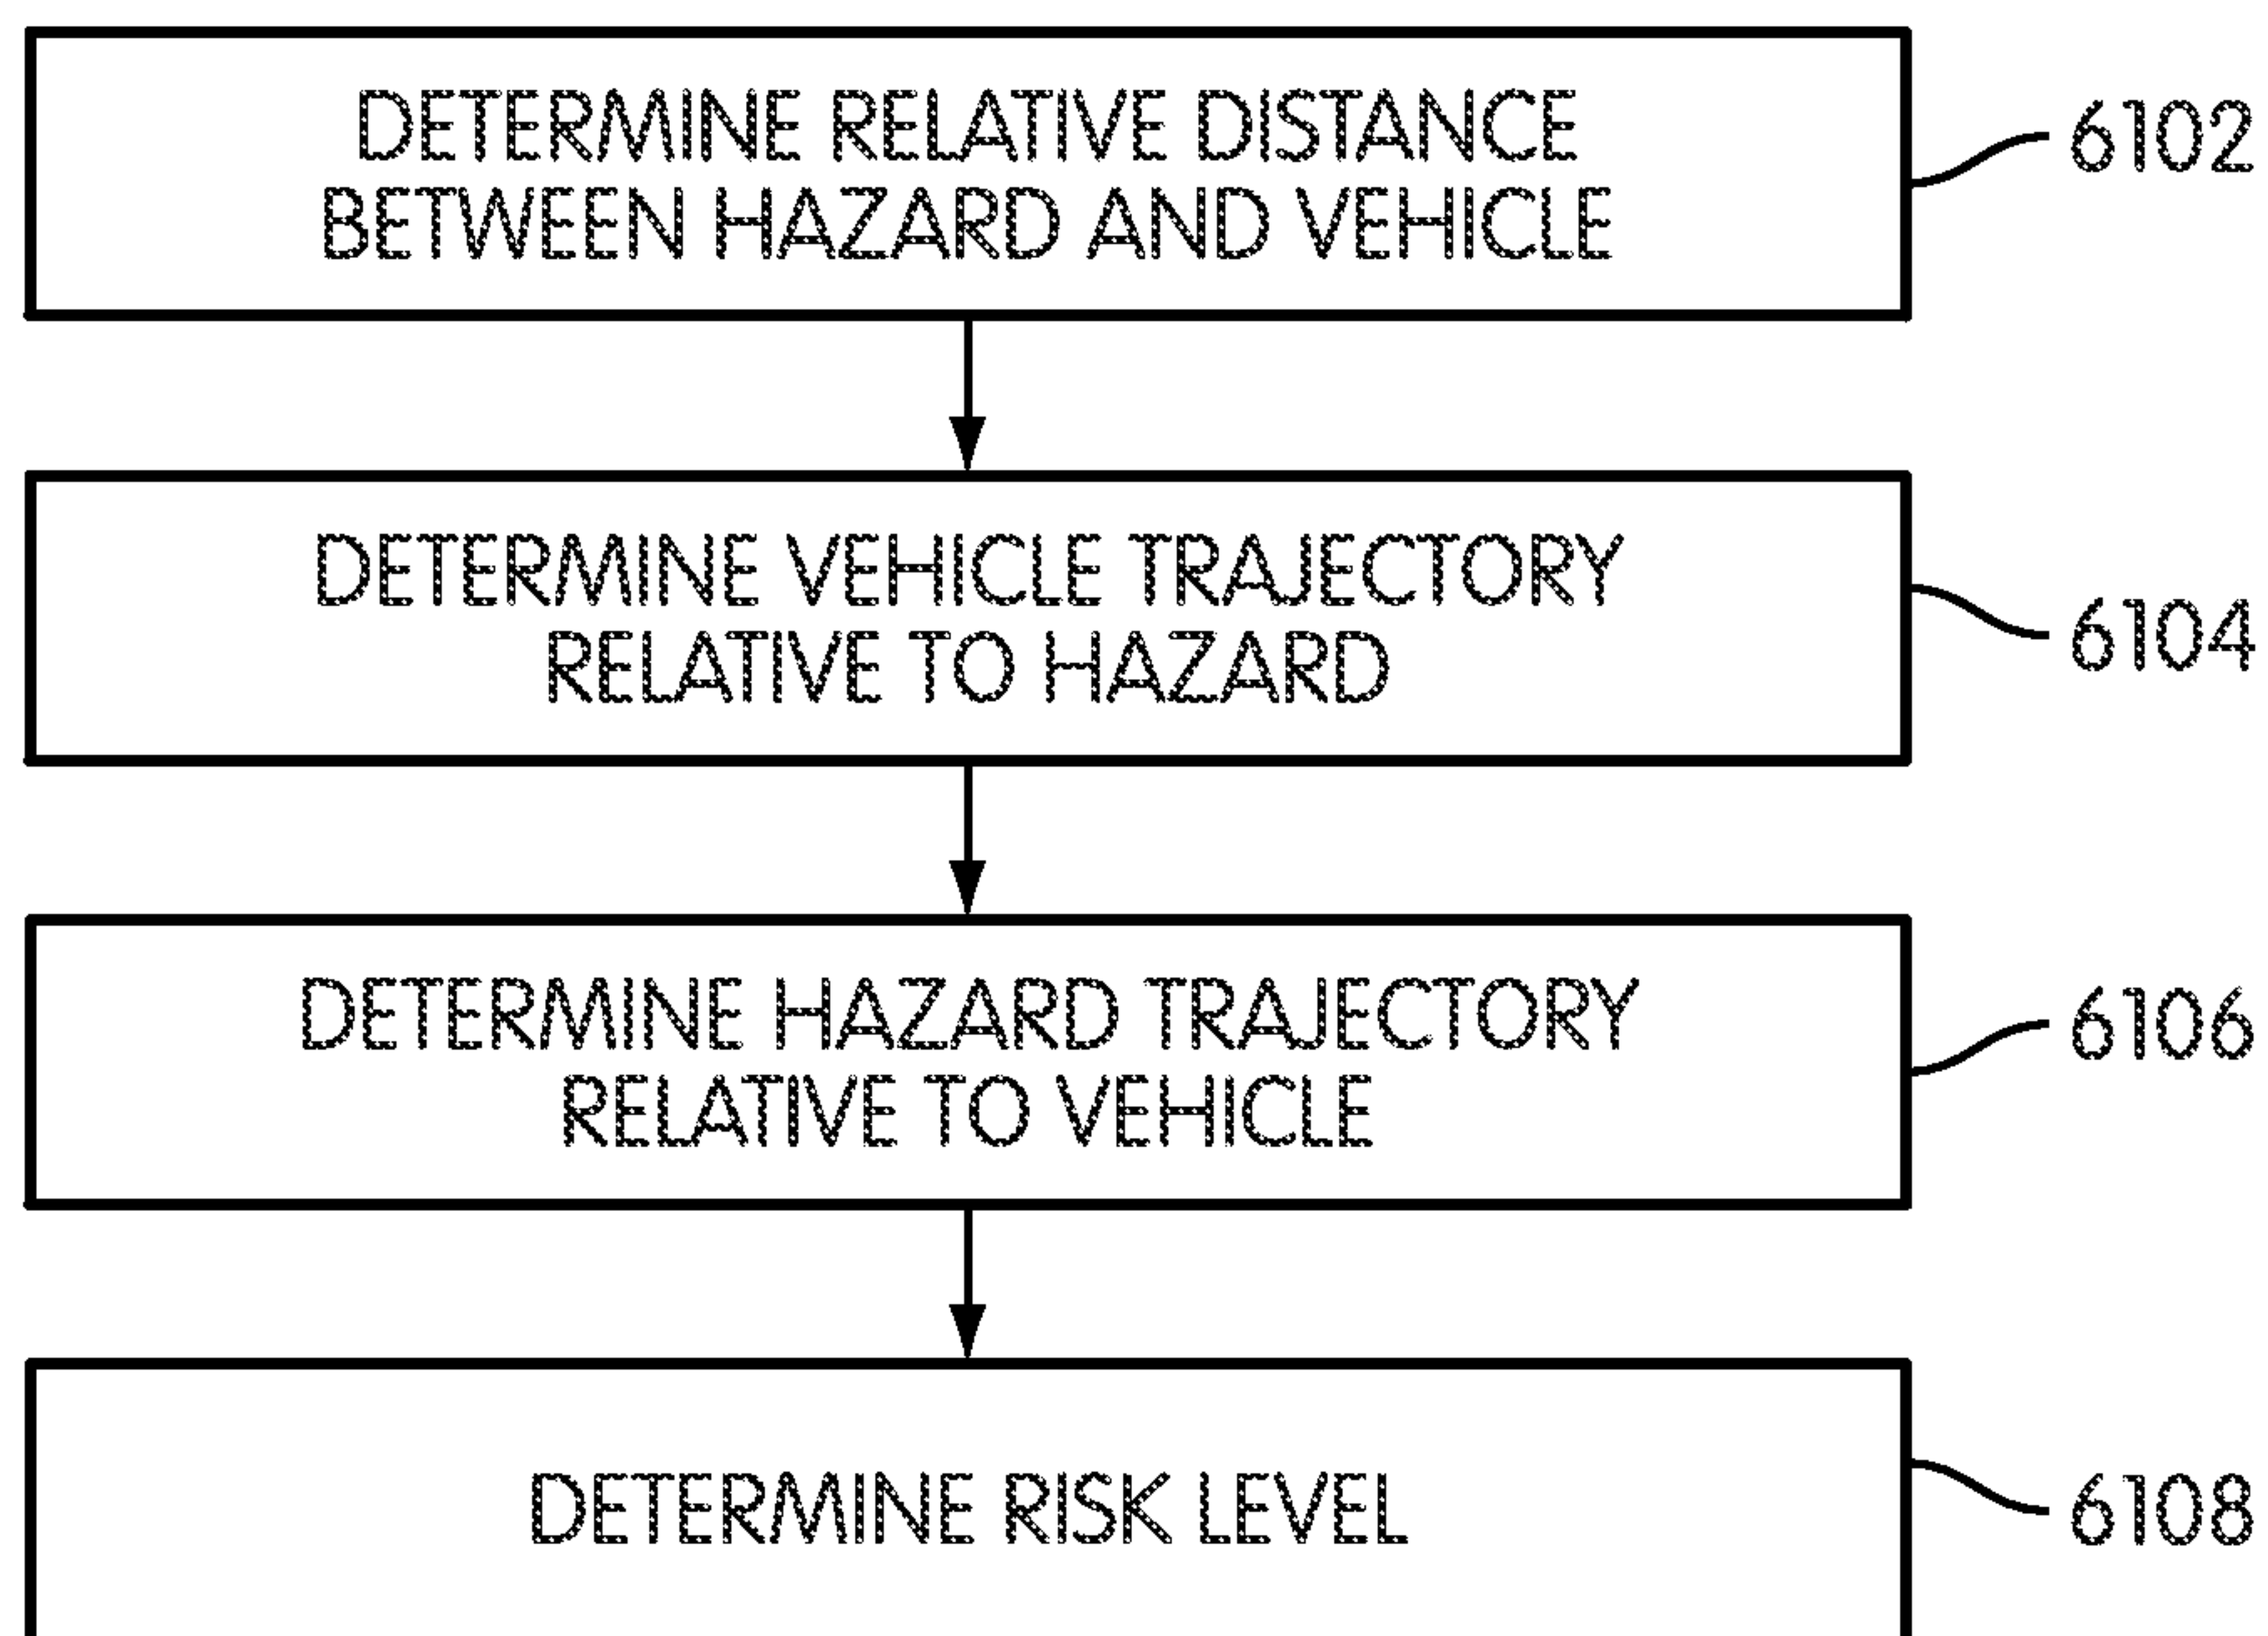 DETERMINE RELATIVE DISTANCE
BETWEEN HAZARD AND VEHICLE
6102
DETERMINE VEHICLE TRAJECTORY
RELATIVE TO HAZARD
6104
DETERMINE HAZARD TRAJECTORY
RELATIVE TO VEHICLE
6106
DETERMINE RISK LEVEL
6108